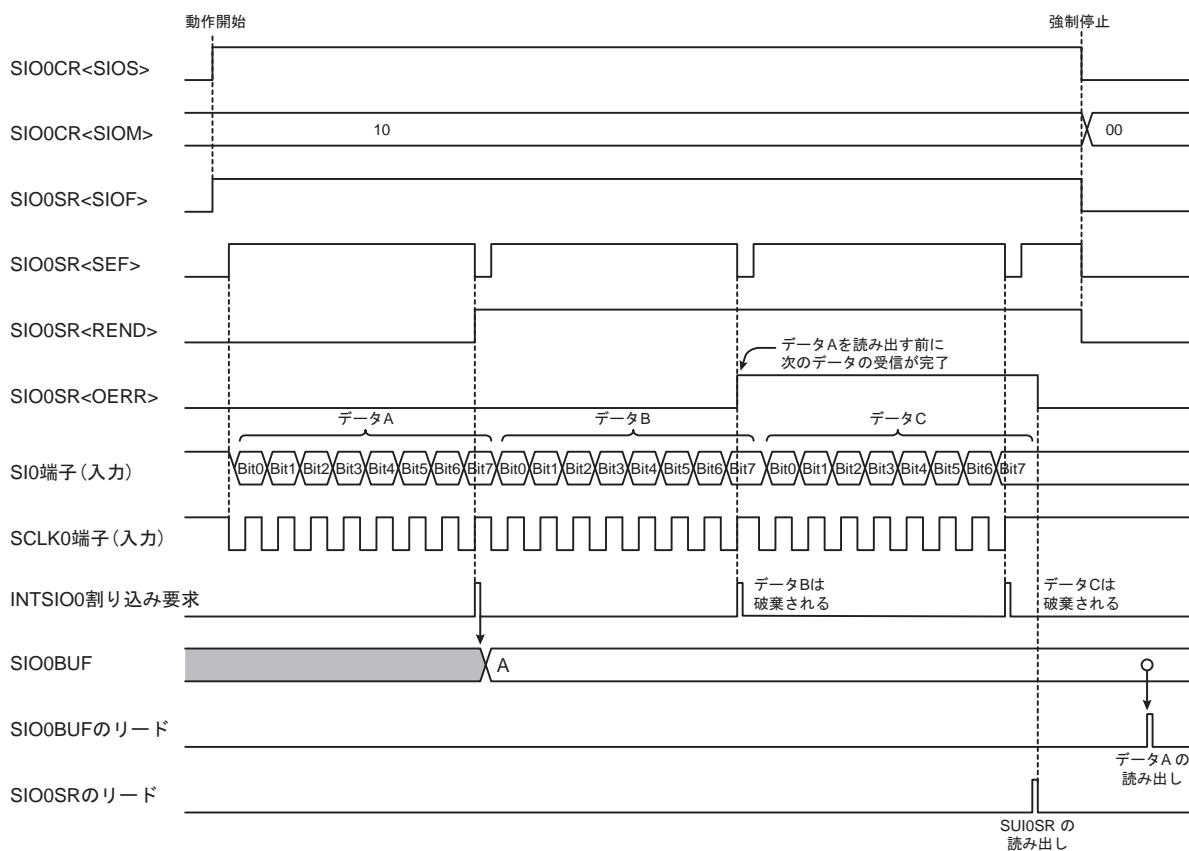 動作開始
強制停止
SIO0CR<SIOS>
SIO0CR<SIOM>
10
00
SIO0SR<SIOF>
SIO0SR<SEF>
SIO0SR<REND>
データAを読み出す前に
次のデータの受信が完了
SIO0SR<OERR>
データA
データB
データC
SI0端子(入力)
Bit0 Bit1 Bit2 Bit3 Bit4 Bit5 Bit6 Bit7 Bit0 Bit1 Bit2 Bit3 Bit4 Bit5 Bit6 Bit7 Bit0 Bit1 Bit2 Bit3 Bit4 Bit5 Bit6 Bit7
SCLK0端子(入力)
INTSIO0割り込み要求
データBは
破棄される
データCは
破棄される
SIO0BUF
A
SIO0BUFのリード
データA の
読み出し
SIO0SRのリード
SUI0SR の
読み出し